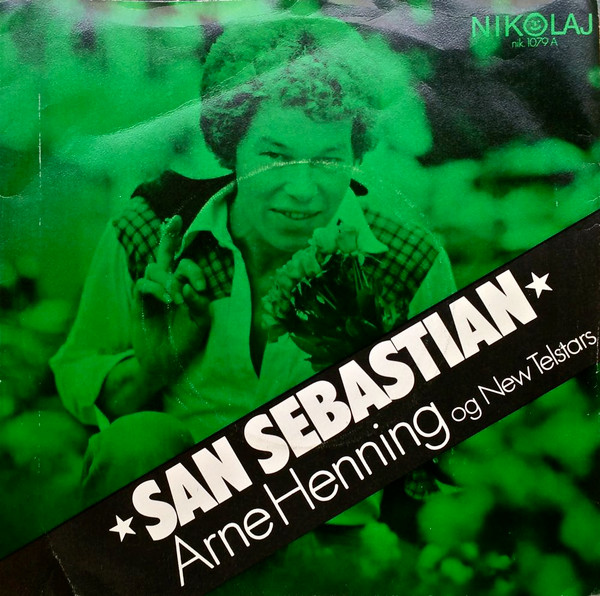 NIKOLAJ
nik. 1079 A
SAN SEBASTIAN
Arne Henning og New Telstars